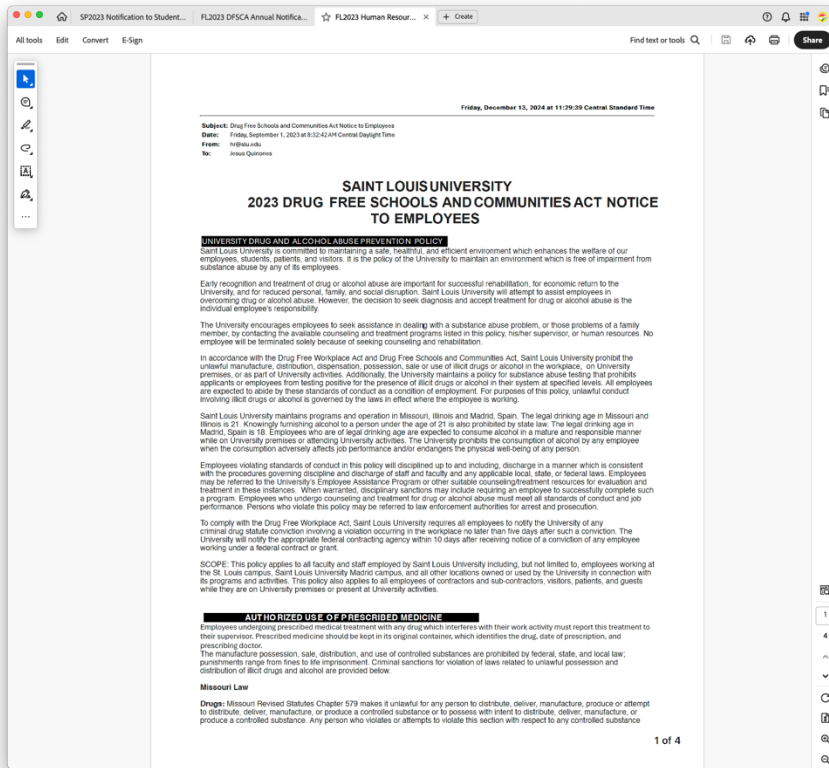 SP2023 Notification to Student... FL2023 DFSCA Annual Notifica... FL2023 Human Resour... × + Create
All tools Edit Convert E-Sign Find text or tools Share
Friday, December 13, 2024 at 11:29:39 Central Standard Time
Subject: Drug Free Schools and Communities Act Notice to Employees
Date: Friday, September 1, 2023 at 8:32:42 AM Central Daylight Time
From: hr@slu.edu
To: Jesus Quinones
SAINT LOUIS UNIVERSITY
2023 DRUG FREE SCHOOLS AND COMMUNITIES ACT NOTICE
TO EMPLOYEES
UNIVERSITY DRUG AND ALCOHOL ABUSE PREVENTION POLICY
Saint Louis University is committed to maintaining a safe, healthful, and efficient environment which enhances the welfare of our
employees, students, patients, and visitors. It is the policy of the University to maintain an environment which is free of impairment from
substance abuse by any of its employees.
Early recognition and treatment of drug or alcohol abuse are important for successful rehabilitation, for economic return to the
University, and for reduced personal, family, and social disruption. Saint Louis University will attempt to assist employees in
overcoming drug or alcohol abuse. However, the decision to seek diagnosis and accept treatment for drug or alcohol abuse is the
individual employee's responsibility.
The University encourages employees to seek assistance in dealing with a substance abuse problem, or those problems of a family
member, by contacting the available counseling and treatment programs listed in this policy, his/her supervisor, or human resources. No
employee will be terminated solely because of seeking counseling and rehabilitation.
In accordance with the Drug Free Workplace Act and Drug Free Schools and Communities Act, Saint Louis University prohibit the
unlawful manufacture, distribution, dispensation, possession, sale or use of illicit drugs or alcohol in the workplace, on University
premises, or as part of University activities. Additionally, the University maintains a policy for substance abuse testing that prohibits
applicants or employees from testing positive for the presence of illicit drugs or alcohol in their system at specified levels. All employees
are expected to abide by these standards of conduct as a condition of employment. For purposes of this policy, unlawful conduct
involving illicit drugs or alcohol is governed by the laws in effect where the employee is working.
Saint Louis University maintains programs and operation in Missouri, Illinois and Madrid, Spain. The legal drinking age in Missouri and
Illinois is 21. Knowingly furnishing alcohol to a person under the age of 21 is also prohibited by state law. The legal drinking age in
Madrid, Spain is 18. Employees who are of legal drinking age are expected to consume alcohol in a mature and responsible manner
while on University premises or attending University activities. The University prohibits the consumption of alcohol by any employee
when the consumption adversely affects job performance and/or endangers the physical well-being of any person.
Employees violating standards of conduct in this policy will disciplined up to and including, discharge in a manner which is consistent
with the procedures governing discipline and discharge of staff and faculty and any applicable local, state, or federal laws. Employees
may be referred to the University's Employee Assistance Program or other suitable counseling/treatment resources for evaluation and
treatment in these instances. When warranted, disciplinary sanctions may include requiring an employee to successfully complete such
a program. Employees who undergo counseling and treatment for drug or alcohol abuse must meet all standards of conduct and job
performance. Persons who violate this policy may be referred to law enforcement authorities for arrest and prosecution.
To comply with the Drug Free Workplace Act, Saint Louis University requires all employees to notify the University of any
criminal drug statute conviction involving a violation occurring in the workplace no later than five days after such a conviction. The
University will notify the appropriate federal contracting agency within 10 days after receiving notice of a conviction of any employee
working under a federal contract or grant.
SCOPE: This policy applies to all faculty and staff employed by Saint Louis University including, but not limited to, employees working at
the St. Louis campus, Saint Louis University Madrid campus, and all other locations owned or used by the University in connection with
its programs and activities. This policy also applies to all employees of contractors and sub-contractors, visitors, patients, and guests
while they are on University premises or present at University activities.
AUTHORIZED USE OF PRESCRIBED MEDICINE
Employees undergoing prescribed medical treatment with any drug which interferes with their work activity must report this treatment to
their supervisor. Prescribed medicine should be kept in its original container, which identifies the drug, date of prescription, and
prescribing doctor.
The manufacture possession, sale, distribution, and use of controlled substances are prohibited by federal, state, and local law;
punishments range from fines to life imprisonment. Criminal sanctions for violation of laws related to unlawful possession and
distribution of illicit drugs and alcohol are provided below.
Missouri Law
Drugs: Missouri Revised Statutes Chapter 579 makes it unlawful for any person to distribute, deliver, manufacture, produce or attempt
to distribute, deliver, manufacture, or produce a controlled substance or to possess with intent to distribute, deliver, manufacture, or
produce a controlled substance. Any person who violates or attempts to violate this section with respect to any controlled substance
1 of 4
1
4